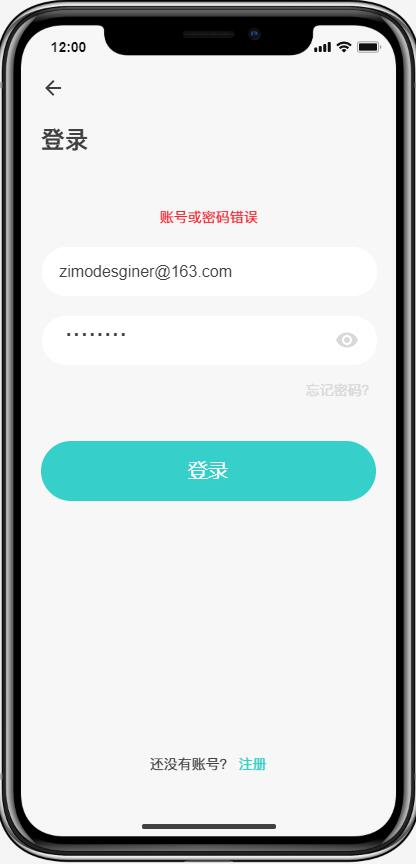 12:00
登录
账号或密码错误
zimodesginer@163.com
········
忘记密码?
登录
还没有账号? 注册